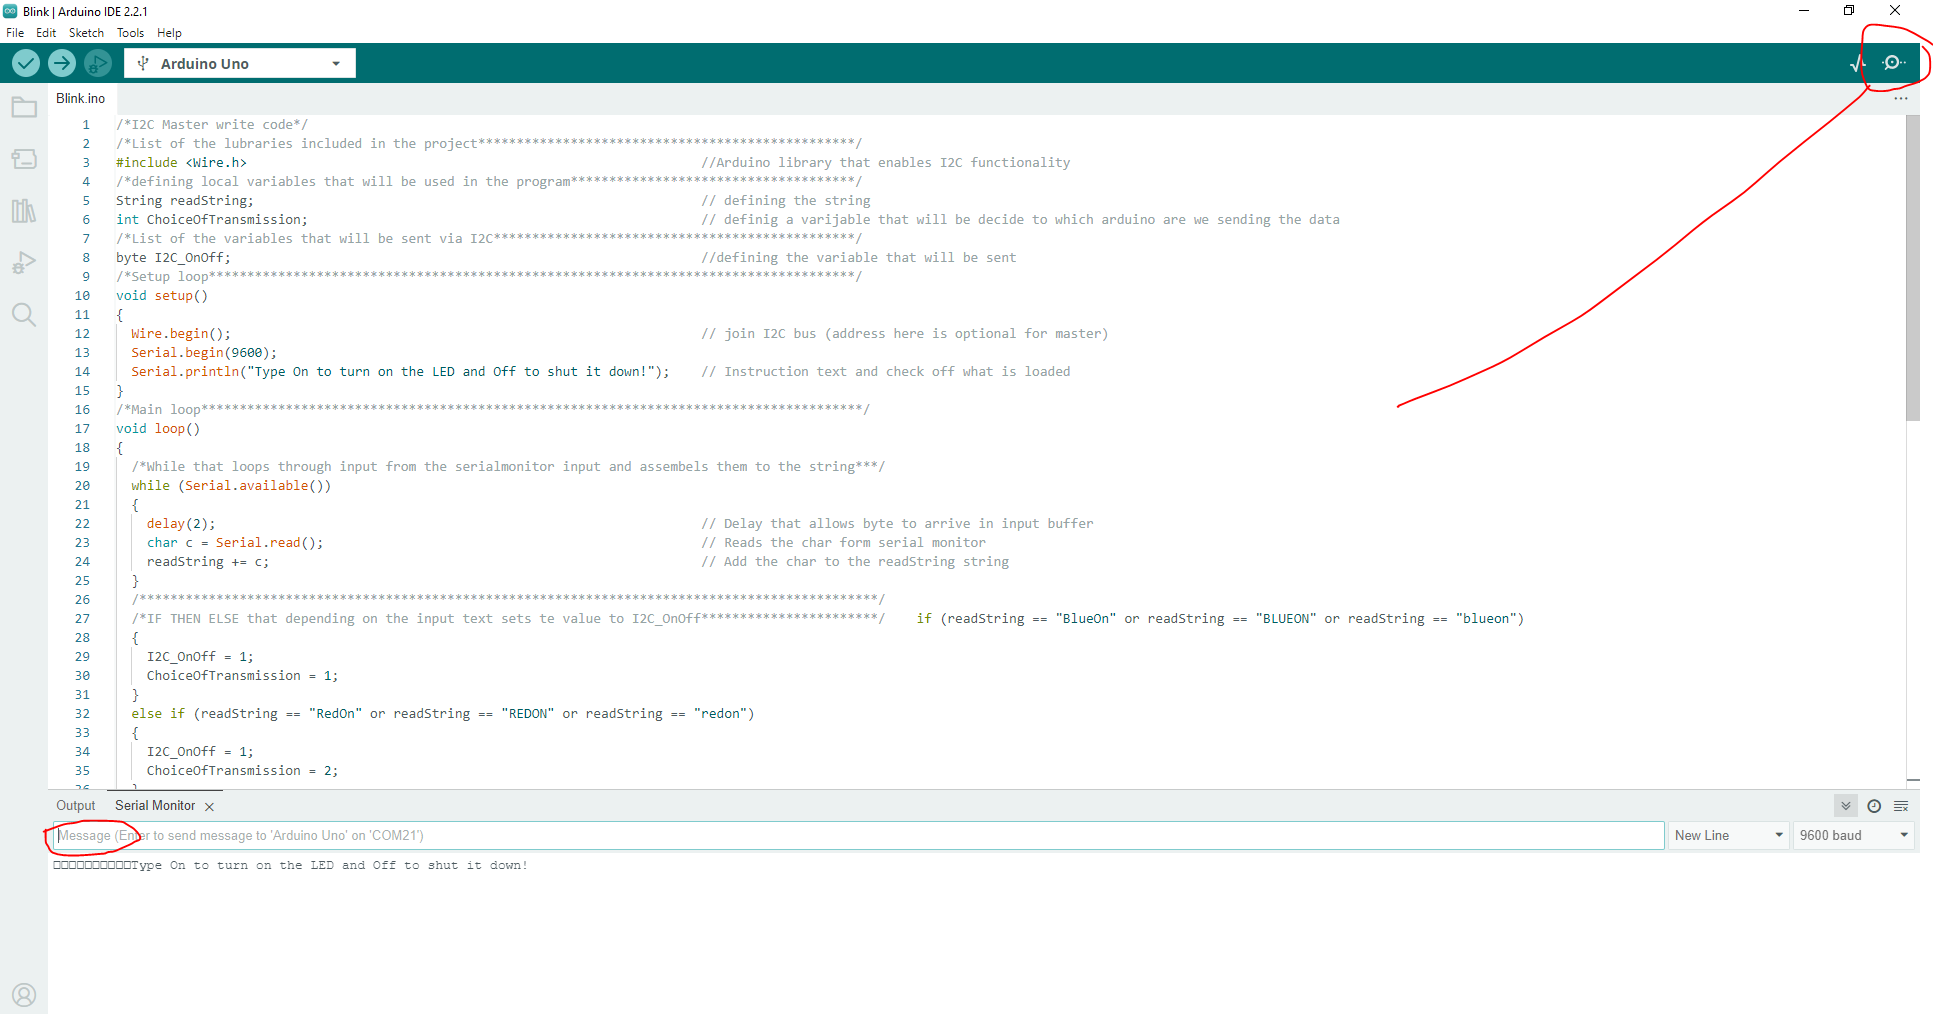 Blink | Arduino IDE 2.2.1
File Edit Sketch Tools Help
Arduino Uno
Blink.ino
1 /*I2C Master write code*/
2 /*List of the lubraries included in the project*************************************************/
3 #include <Wire.h> //Arduino library that enables I2C functionality
4 /*defining local variables that will be used in the program*************************************/
5 String readString; // defining the string
6 int ChoiceOfTransmission; // definig a varijable that will be decide to which arduino are we sending the data
7 /*List of the variables that will be sent via I2C***********************************************/
8 byte I2C_OnOff; //defining the variable that will be sent
9 /*Setup loop************************************************************************************/
10 void setup()
11 {
12 Wire.begin(); // join I2C bus (address here is optional for master)
13 Serial.begin(9600);
14 Serial.println("Type On to turn on the LED and Off to shut it down!"); // Instruction text and check off what is loaded
15 }
16 /*Main loop**************************************************************************************/
17 void loop()
18 {
19 /*While that loops through input from the serialmonitor input and assembels them to the string***/
20 while (Serial.available())
21 {
22 delay(2); // Delay that allows byte to arrive in input buffer
23 char c = Serial.read(); // Reads the char form serial monitor
24 readString += c; // Add the char to the readString string
25 }
26 /************************************************************************************************/
27 /*IF THEN ELSE that depending on the input text sets te value to I2C_OnOff***********************/ if (readString == "BlueOn" or readString == "BLUEON" or readString == "blueon")
28 {
29 I2C_OnOff = 1;
30 ChoiceOfTransmission = 1;
31 }
32 else if (readString == "RedOn" or readString == "REDON" or readString == "redon")
33 {
34 I2C_OnOff = 1;
35 ChoiceOfTransmission = 2;
36 }
Output Serial Monitor
Message (Enter to send message to 'Arduino Uno' on 'COM21') New Line 9600 baud
□□□□□□□□□□Type On to turn on the LED and Off to shut it down!